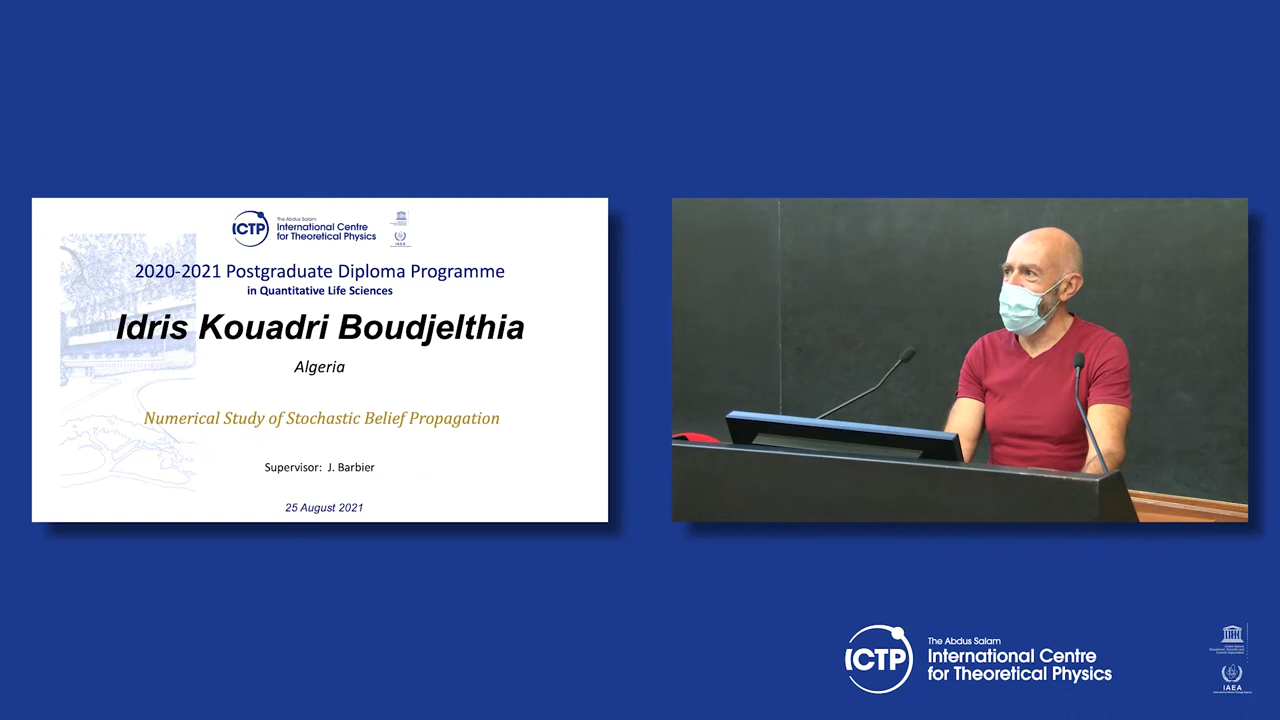 ICTP
The Abdus Salam
International Centre
for Theoretical Physics
IAEA
2020-2021 Postgraduate Diploma Programme
in Quantitative Life Sciences
Idris Kouadri Boudjelthia
Algeria
Numerical Study of Stochastic Belief Propagation
Supervisor: J. Barbier
25 August 2021
ICTP
The Abdus Salam
International Centre
for Theoretical Physics
IAEA